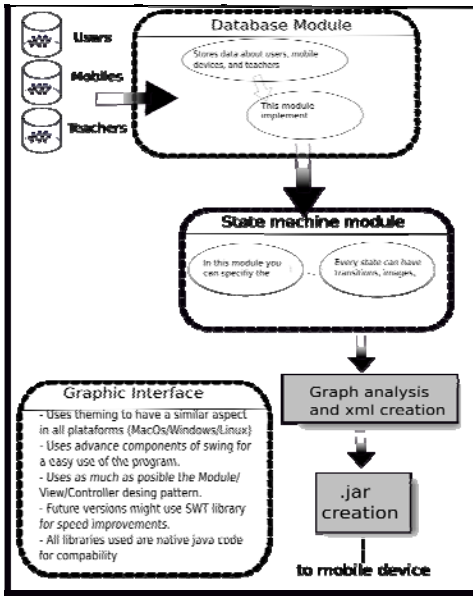 Users
Mobiles
Teachers
Database Module
Stores data about users, mobile
devices, and teachers
This module
implement
State machine module
In this module you
can specifiy the
Every state can have
transitions, images,
Graph analysis
and xml creation
.jar
creation
to mobile device
Graphic Interface
- Uses theming to have a similar aspect
in all plataforms (MacOs/Windows/Linux)
- Uses advance components of swing for
a easy use of the program.
- Uses as much as posible the Module/
View/Controller desing pattern.
- Future versions might use SWT library
for speed improvements.
- All libraries used are native java code
for compability